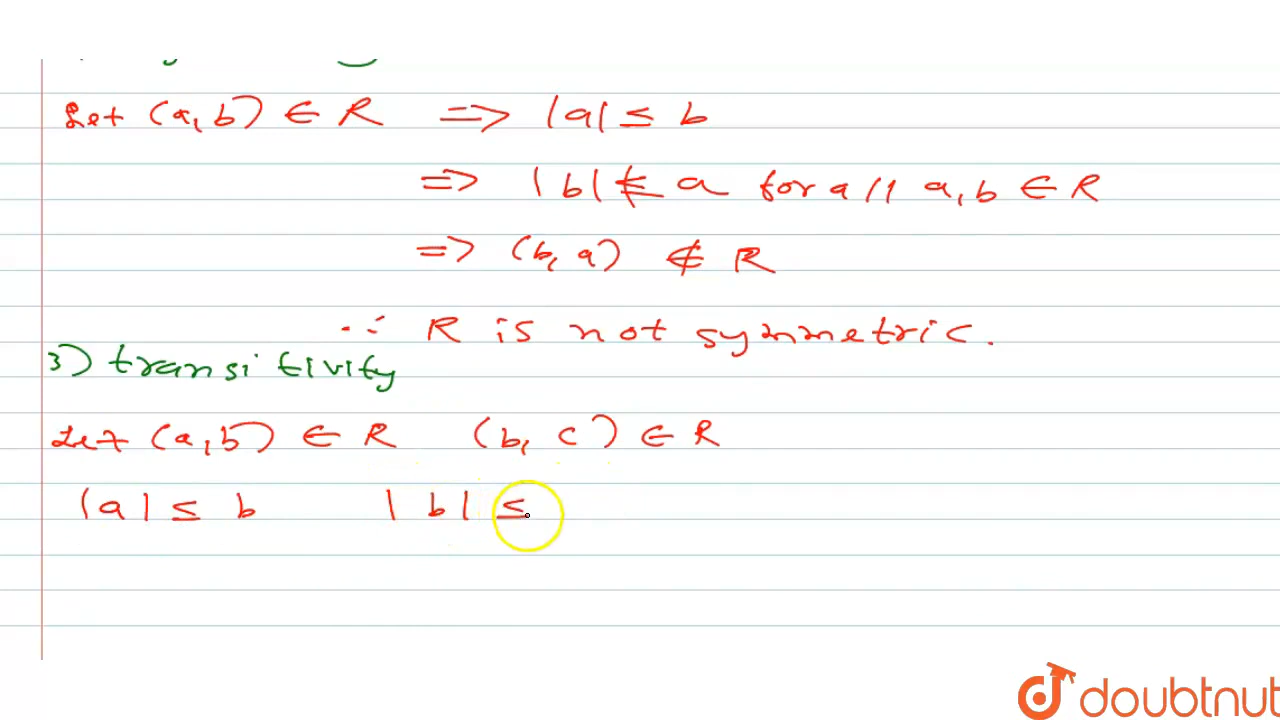 Let (a, b) ∈ R => |a| ≤ b
=> |b| ≰ a for all a, b ∈ R
=> (b, a) ∉ R
∵ R is not symmetric.
3) transitivity
Let (a, b) ∈ R (b, c) ∈ R
|a| ≤ b |b| ≤
doubtnut